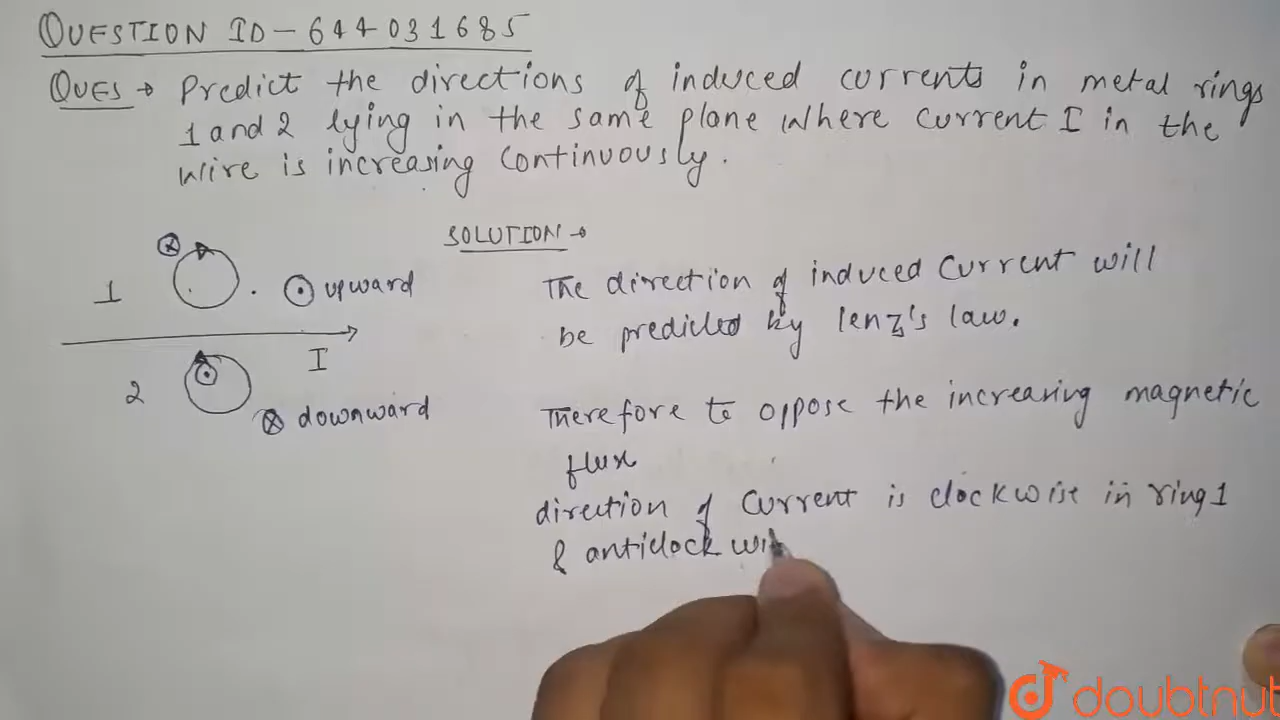 QUESTION ID - 644031685
QUES → Predict the directions of induced currents in metal rings
1 and 2 lying in the same plane where current I in the
wire is increasing continuously.
SOLUTION →
1
⊙ upward
I
2
⊗ downward
The direction of induced current will
be predicted by lenz's law.
Therefore to oppose the increasing magnetic
flux
direction of current is clockwise in ring 1
& anticlock wi
doubtnut